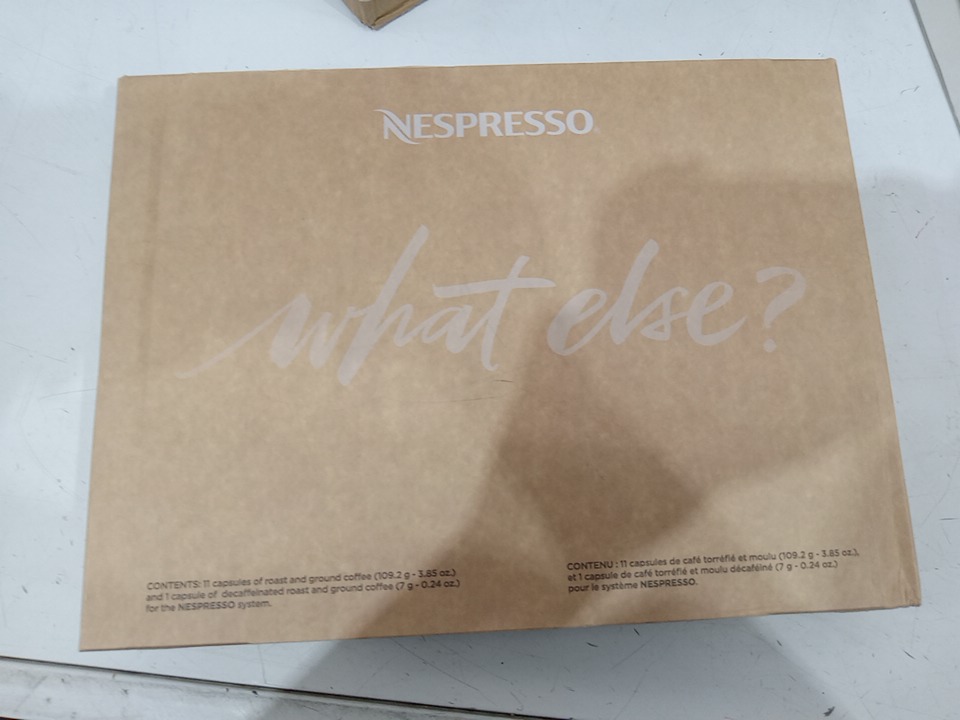 NESPRESSO
what else?
CONTENTS: 11 capsules of roast and ground coffee (109.2 g - 3.85 oz.)
and 1 capsule of decaffeinated roast and ground coffee (7 g - 0.24 oz.)
for the NESPRESSO system.
CONTENU : 11 capsules de café torréfié et moulu (109.2 g - 3.85 oz.),
et 1 capsule de café torréfié et moulu décaféiné (7 g - 0.24 oz.)
pour le système NESPRESSO.